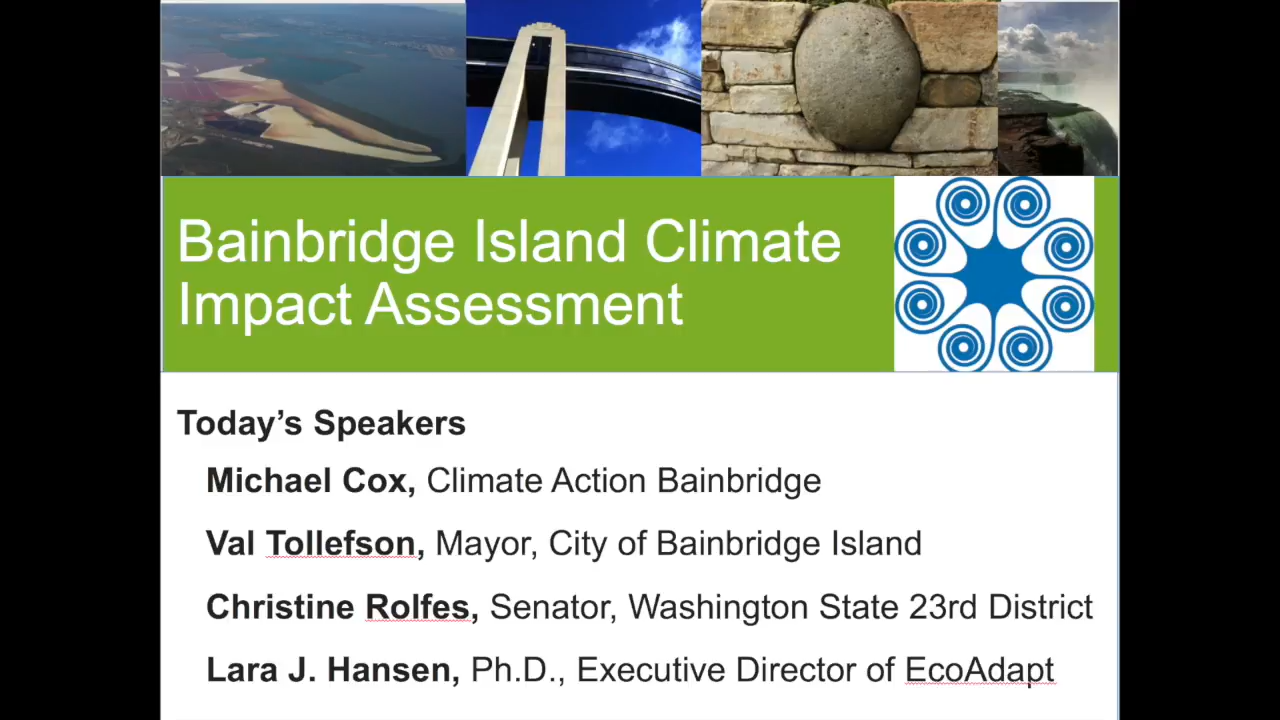 Bainbridge Island Climate
Impact Assessment
Today’s Speakers
Michael Cox, Climate Action Bainbridge
Val Tollefson, Mayor, City of Bainbridge Island
Christine Rolfes, Senator, Washington State 23rd District
Lara J. Hansen, Ph.D., Executive Director of EcoAdapt